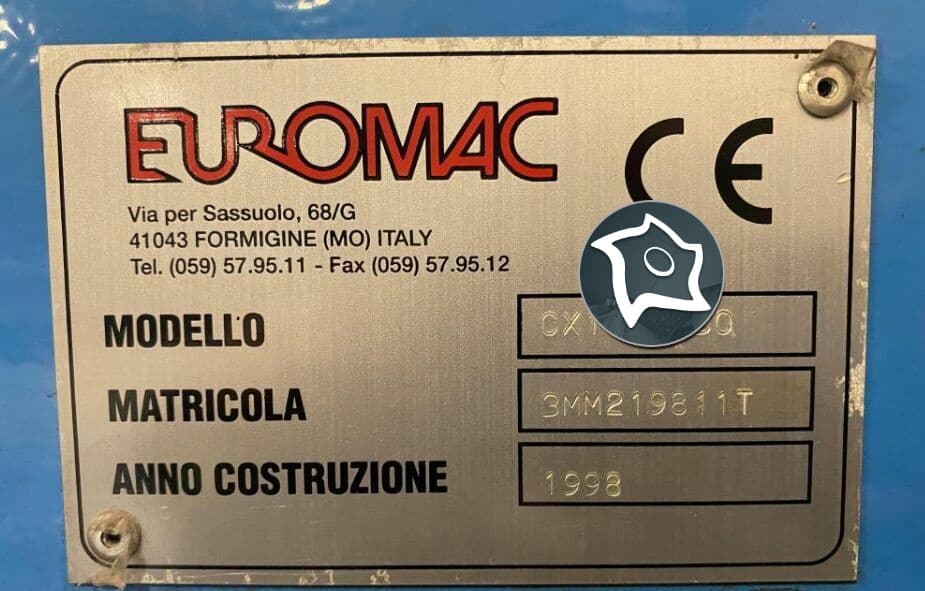 EUROMAC
CE
Via per Sassuolo, 68/G
41043 FORMIGINE (MO) ITALY
Tel. (059) 57.95.11 - Fax (059) 57.95.12
MODELLO
MATRICOLA 3MM219811T
ANNO COSTRUZIONE 1998